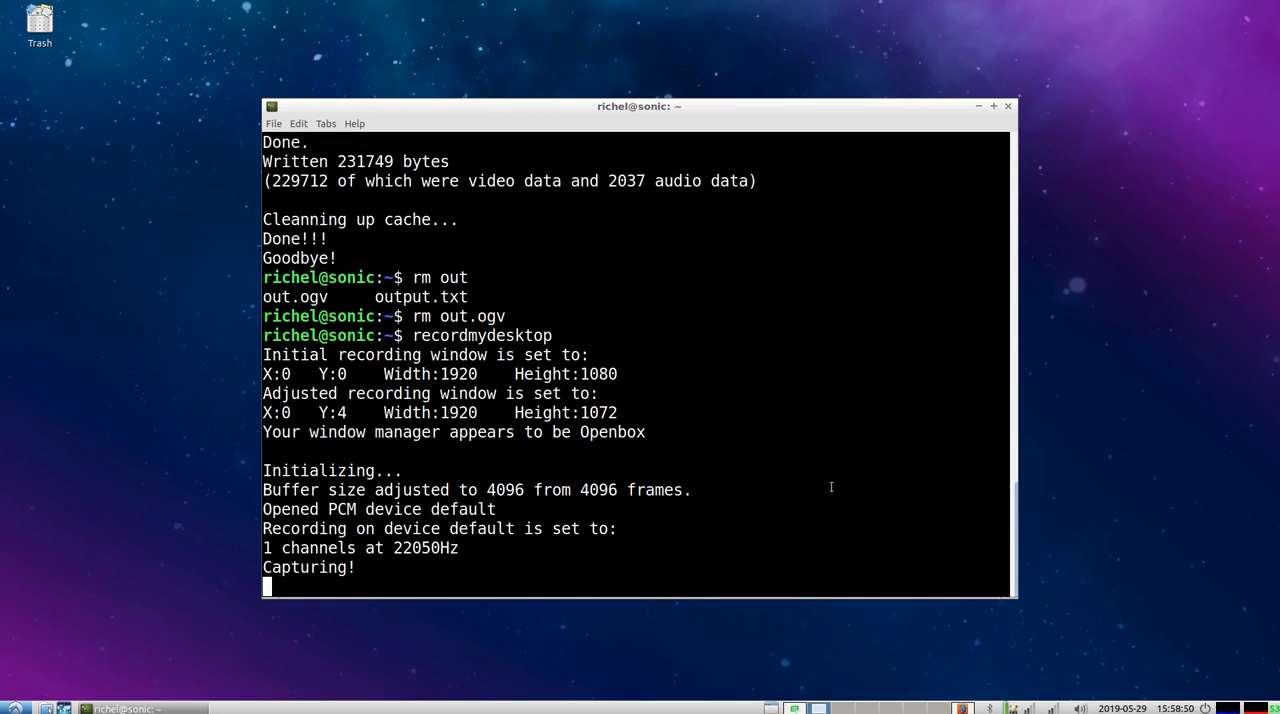 Trash
richel@sonic: ~
File Edit Tabs Help
Done.
Written 231749 bytes
(229712 of which were video data and 2037 audio data)
Cleanning up cache...
Done!!!
Goodbye!
richel@sonic:~$ rm out
out.ogv     output.txt
richel@sonic:~$ rm out.ogv
richel@sonic:~$ recordmydesktop
Initial recording window is set to:
X:0   Y:0    Width:1920    Height:1080
Adjusted recording window is set to:
X:0   Y:4    Width:1920    Height:1072
Your window manager appears to be Openbox
Initializing...
Buffer size adjusted to 4096 from 4096 frames.
Opened PCM device default
Recording on device default is set to:
1 channels at 22050Hz
Capturing!
richel@sonic: ~
2019-05-29 15:58:50